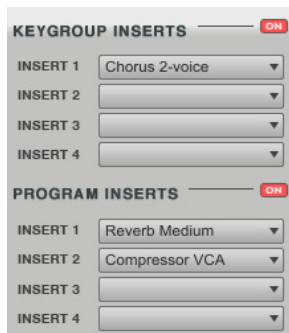 KEYGROUP INSERTS ON
INSERT 1 Chorus 2-voice
INSERT 2
INSERT 3
INSERT 4
PROGRAM INSERTS ON
INSERT 1 Reverb Medium
INSERT 2 Compressor VCA
INSERT 3
INSERT 4